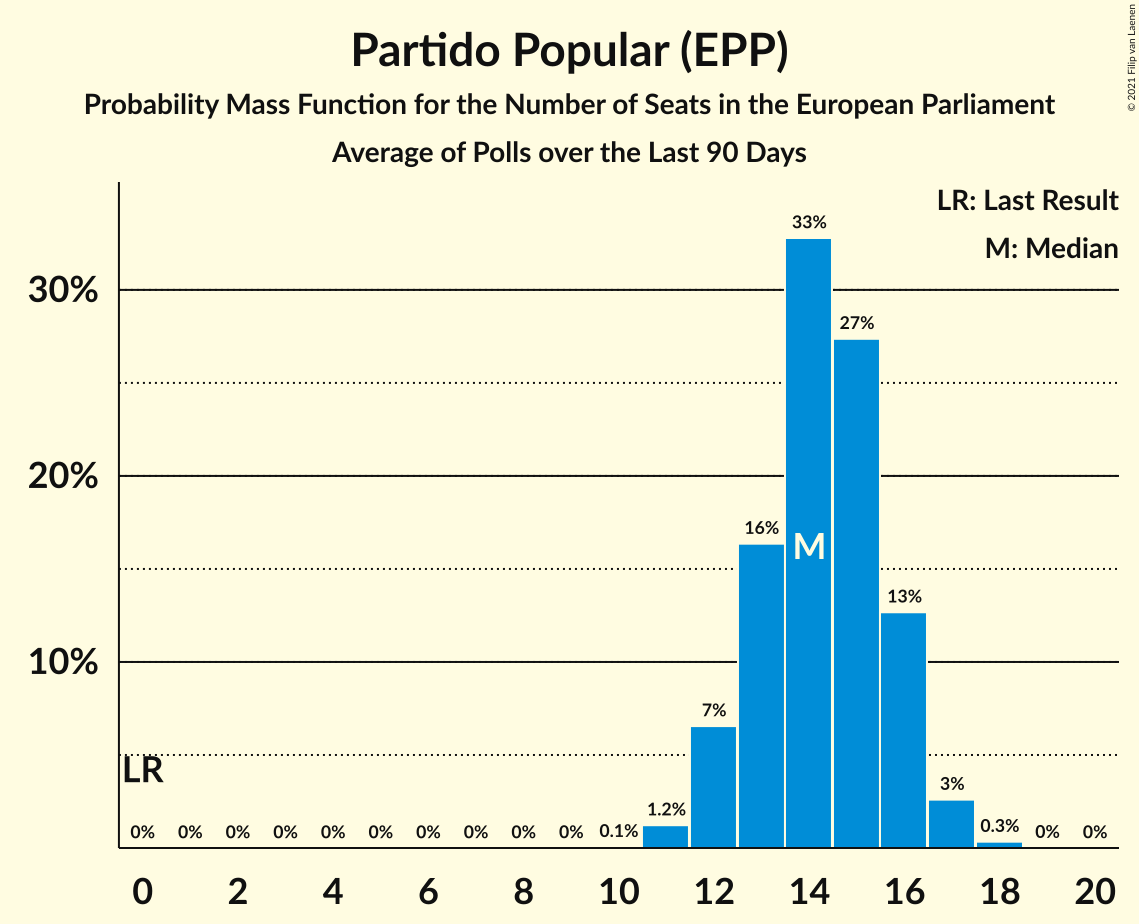 Partido Popular (EPP)
Probability Mass Function for the Number of Seats in the European Parliament
Average of Polls over the Last 90 Days
© 2021 Filip van Laenen
LR: Last Result
M: Median
30%
20%
10%
33%
27%
16%
M
13%
7%
LR
3%
1.2%
0% 0% 0% 0% 0% 0% 0% 0% 0% 0% 0.1% 0.3% 0% 0%
0 2 4 6 8 10 12 14 16 18 20